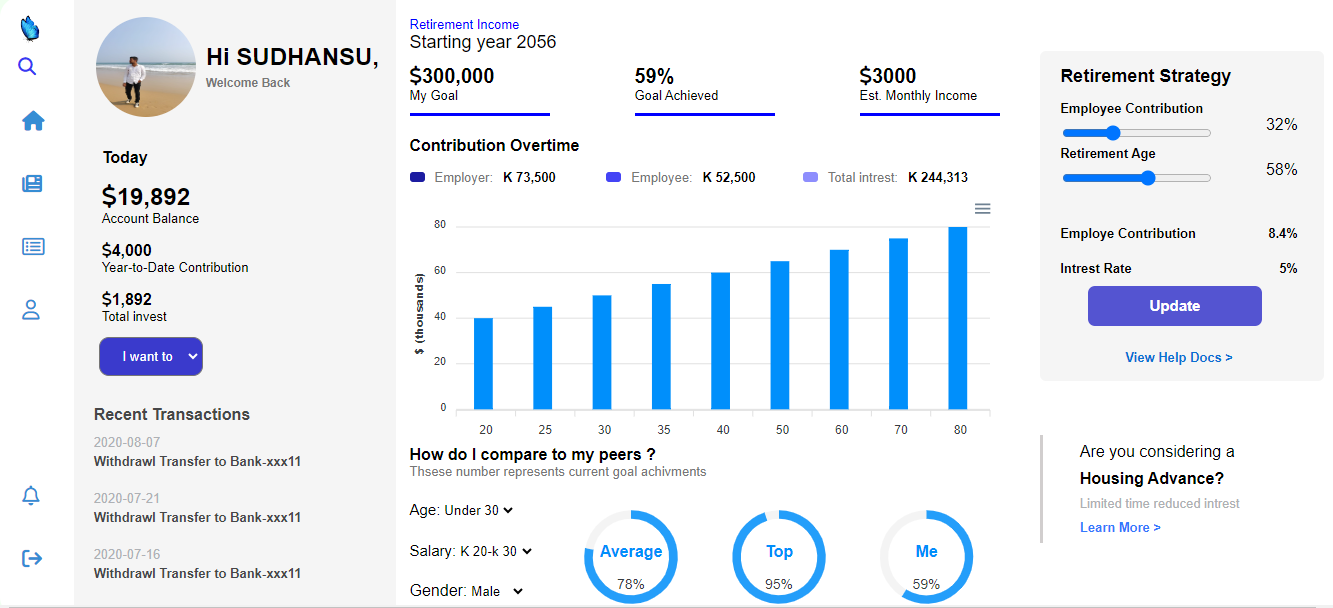 Hi SUDHANSU,
Welcome Back
Today
$19,892
Account Balance
$4,000
Year-to-Date Contribution
$1,892
Total invest
I want to
Recent Transactions
2020-08-07
Withdrawl Transfer to Bank-xxx11
2020-07-21
Withdrawl Transfer to Bank-xxx11
2020-07-16
Withdrawl Transfer to Bank-xxx11
Retirement Income
Starting year 2056
$300,000
My Goal
59%
Goal Achieved
$3000
Est. Monthly Income
Contribution Overtime
Employer: K 73,500
Employee: K 52,500
Total intrest: K 244,313
$ (thousands)
80
60
40
20
0
20 25 30 35 40 50 60 70 80
How do I compare to my peers ?
Thsese number represents current goal achivments
Age: Under 30
Salary: K 20-k 30
Gender: Male
Average
78%
Top
95%
Me
59%
Retirement Strategy
Employee Contribution
32%
Retirement Age
58%
Employe Contribution 8.4%
Intrest Rate 5%
Update
View Help Docs >
Are you considering a
Housing Advance?
Limited time reduced intrest
Learn More >